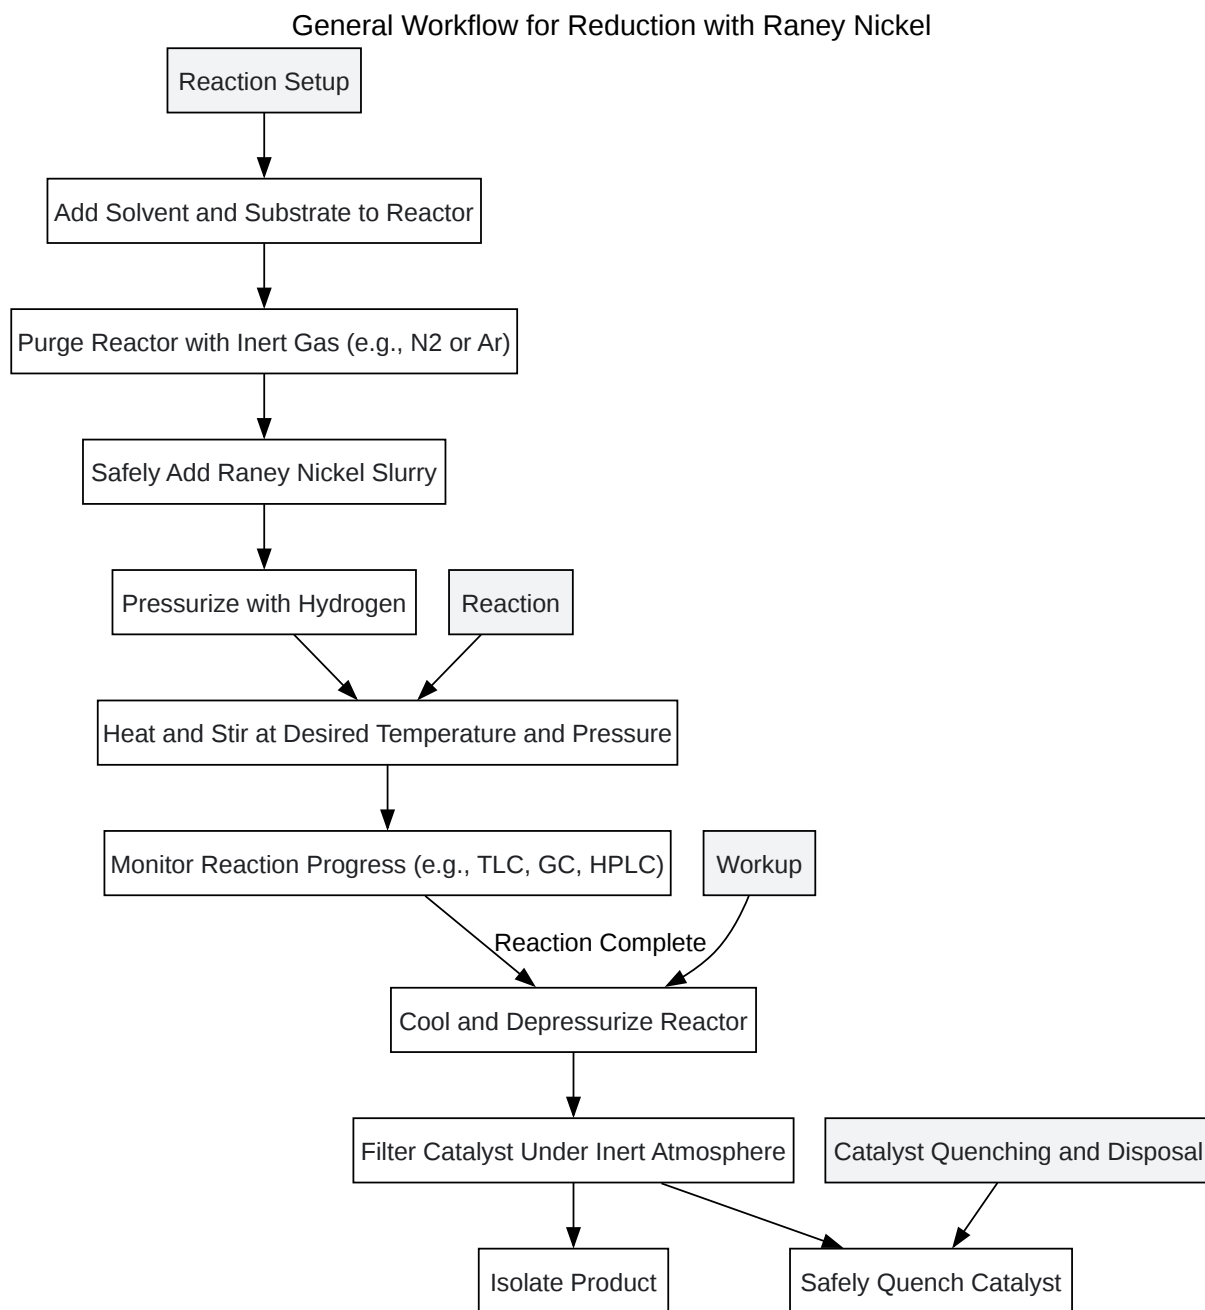 General Workflow for Reduction with Raney Nickel
Reaction Setup
Add Solvent and Substrate to Reactor
Purge Reactor with Inert Gas (e.g., N2 or Ar)
Safely Add Raney Nickel Slurry
Pressurize with Hydrogen
Reaction
Heat and Stir at Desired Temperature and Pressure
Monitor Reaction Progress (e.g., TLC, GC, HPLC)
Workup
Reaction Complete
Cool and Depressurize Reactor
Filter Catalyst Under Inert Atmosphere
Catalyst Quenching and Disposal
Isolate Product
Safely Quench Catalyst